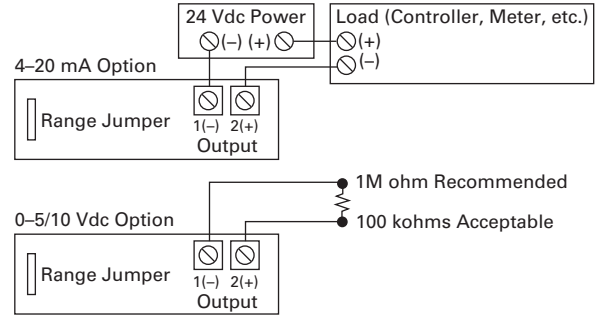 24 Vdc Power
(–) (+)
Load (Controller, Meter, etc.)
(+)
(–)
4–20 mA Option
Range Jumper
1(–) 2(+)
Output
1M ohm Recommended
100 kohms Acceptable
0–5/10 Vdc Option
Range Jumper
1(–) 2(+)
Output